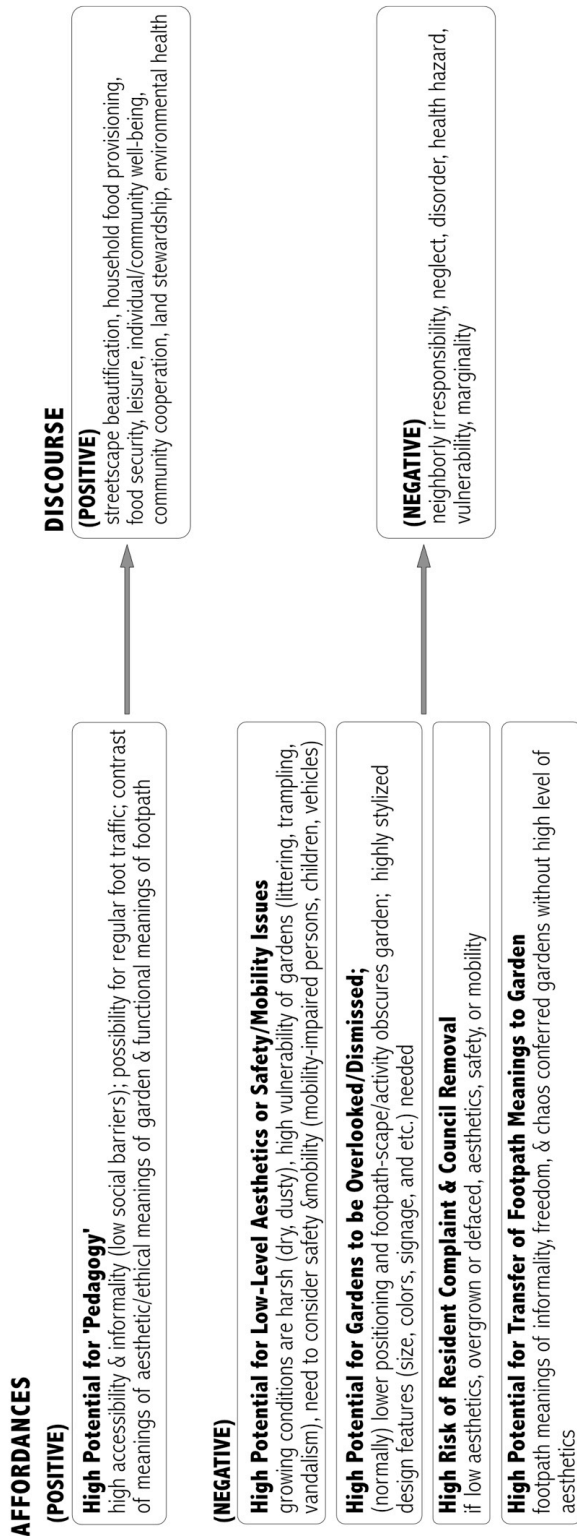 AFFORDANCES
(POSITIVE)
High Potential for 'Pedagogy'
high accessibility & informality (low social barriers); possibility for regular foot traffic; contrast
of meanings of aesthetic/ethical meanings of garden & functional meanings of footpath
(NEGATIVE)
High Potential for Low-Level Aesthetics or Safety/Mobility Issues
growing conditions are harsh (dry, dusty), high vulnerability of gardens (littering, trampling,
vandalism), need to consider safety &mobility (mobility-impaired persons, children, vehicles)
High Potential for Gardens to be Overlooked/Dismissed;
(normally) lower positioning and footpath-scape/activity obscures garden; highly stylized
design features (size, colors, signage, and etc.) needed
High Risk of Resident Complaint & Council Removal
if low aesthetics, overgrown or defaced, aesthetics, safety, or mobility
High Potential for Transfer of Footpath Meanings to Garden
footpath meanings of informality, freedom, & chaos conferred gardens without high level of
aesthetics
DISCOURSE
(POSITIVE)
streetscape beautification, household food provisioning,
food security, leisure, individual/community well-being,
community cooperation, land stewardship, environmental health
(NEGATIVE)
neighborly irresponsibility, neglect, disorder, health hazard,
vulnerability, marginality